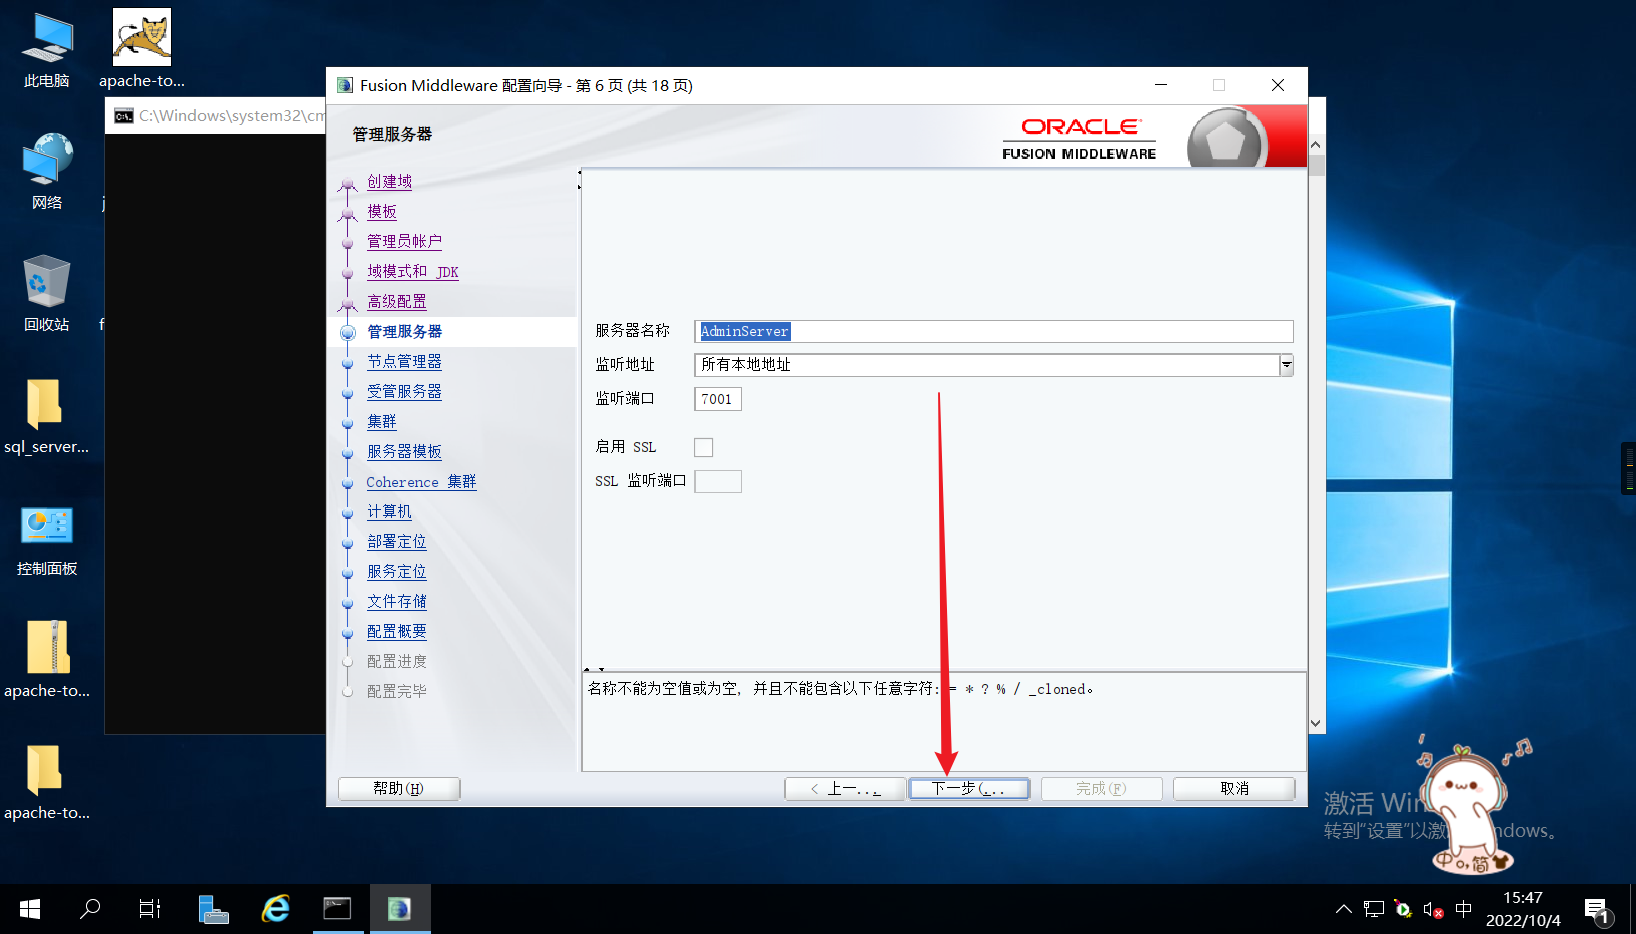 此电脑
apache-to...
网络
回收站
sql_server...
控制面板
apache-to...
apache-to...
C:\Windows\system32\cm
Fusion Middleware 配置向导 - 第 6 页 (共 18 页)
管理服务器
ORACLE
FUSION MIDDLEWARE
创建域
模板
管理员帐户
域模式和 JDK
高级配置
管理服务器
节点管理器
受管服务器
集群
服务器模板
Coherence 集群
计算机
部署定位
服务定位
文件存储
配置概要
配置进度
配置完毕
服务器名称 AdminServer
监听地址 所有本地地址
监听端口 7001
启用 SSL
SSL 监听端口
名称不能为空值或为空, 并且不能包含以下任意字符: = * ? % / _cloned。
帮助(H)
< 上一...
下一步(...
完成(F)
取消
激活 Win
转到"设置"以激 ndows。
中 简
中
15:47
2022/10/4
1